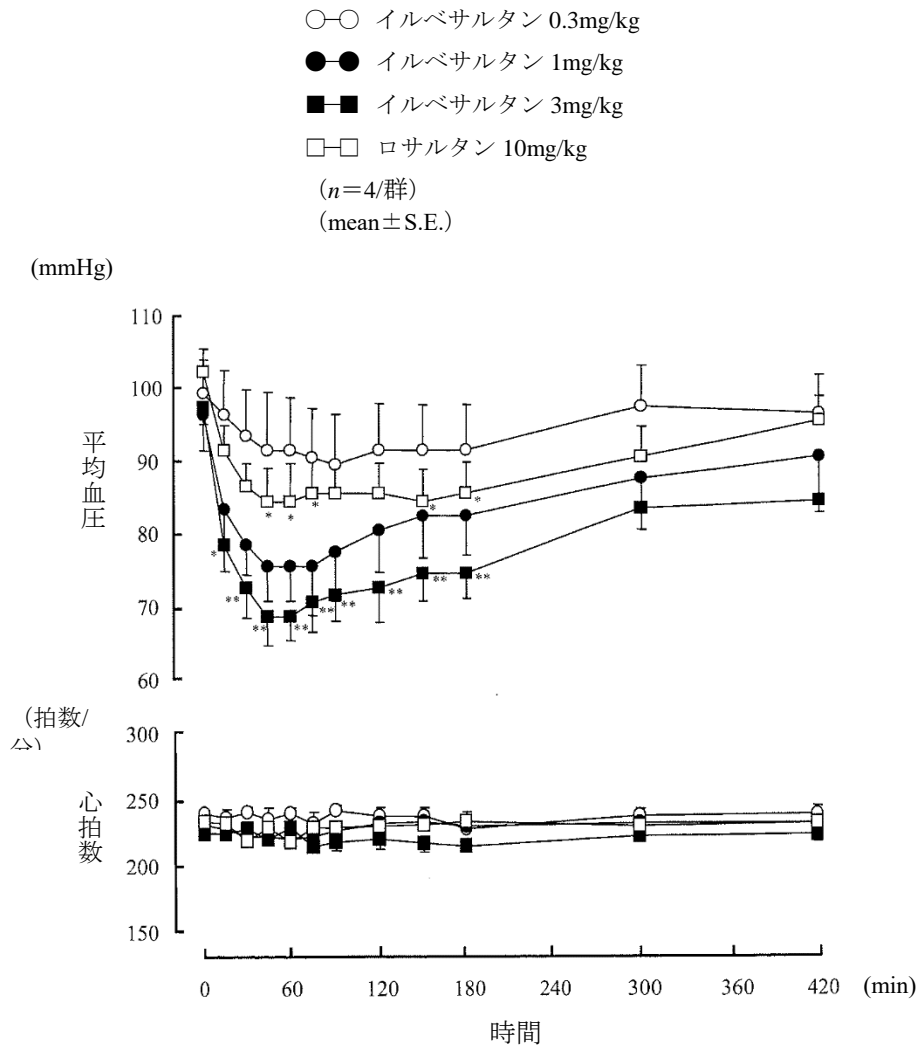 ○─○ イルベサルタン 0.3mg/kg
●─● イルベサルタン 1mg/kg
■─■ イルベサルタン 3mg/kg
□─□ ロサルタン 10mg/kg
（n＝4/群）
（mean±S.E.）
(mmHg)
110
100
90
80
70
60
平均血圧
*
**
**
**
**
**
**
**
**
*
*
*
*
*
（拍数/
分）
300
250
200
150
心拍数
0 60 120 180 240 300 360 420 (min)
時間